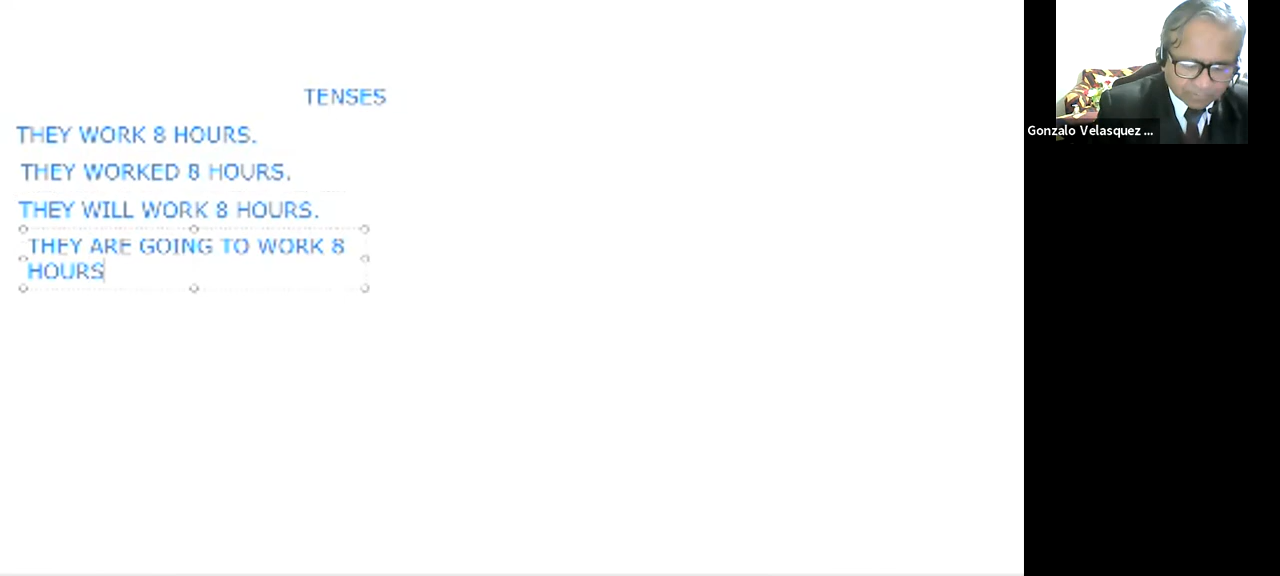 TENSES
THEY WORK 8 HOURS.
THEY WORKED 8 HOURS.
THEY WILL WORK 8 HOURS.
THEY ARE GOING TO WORK 8
HOURS
Gonzalo Velasquez ...